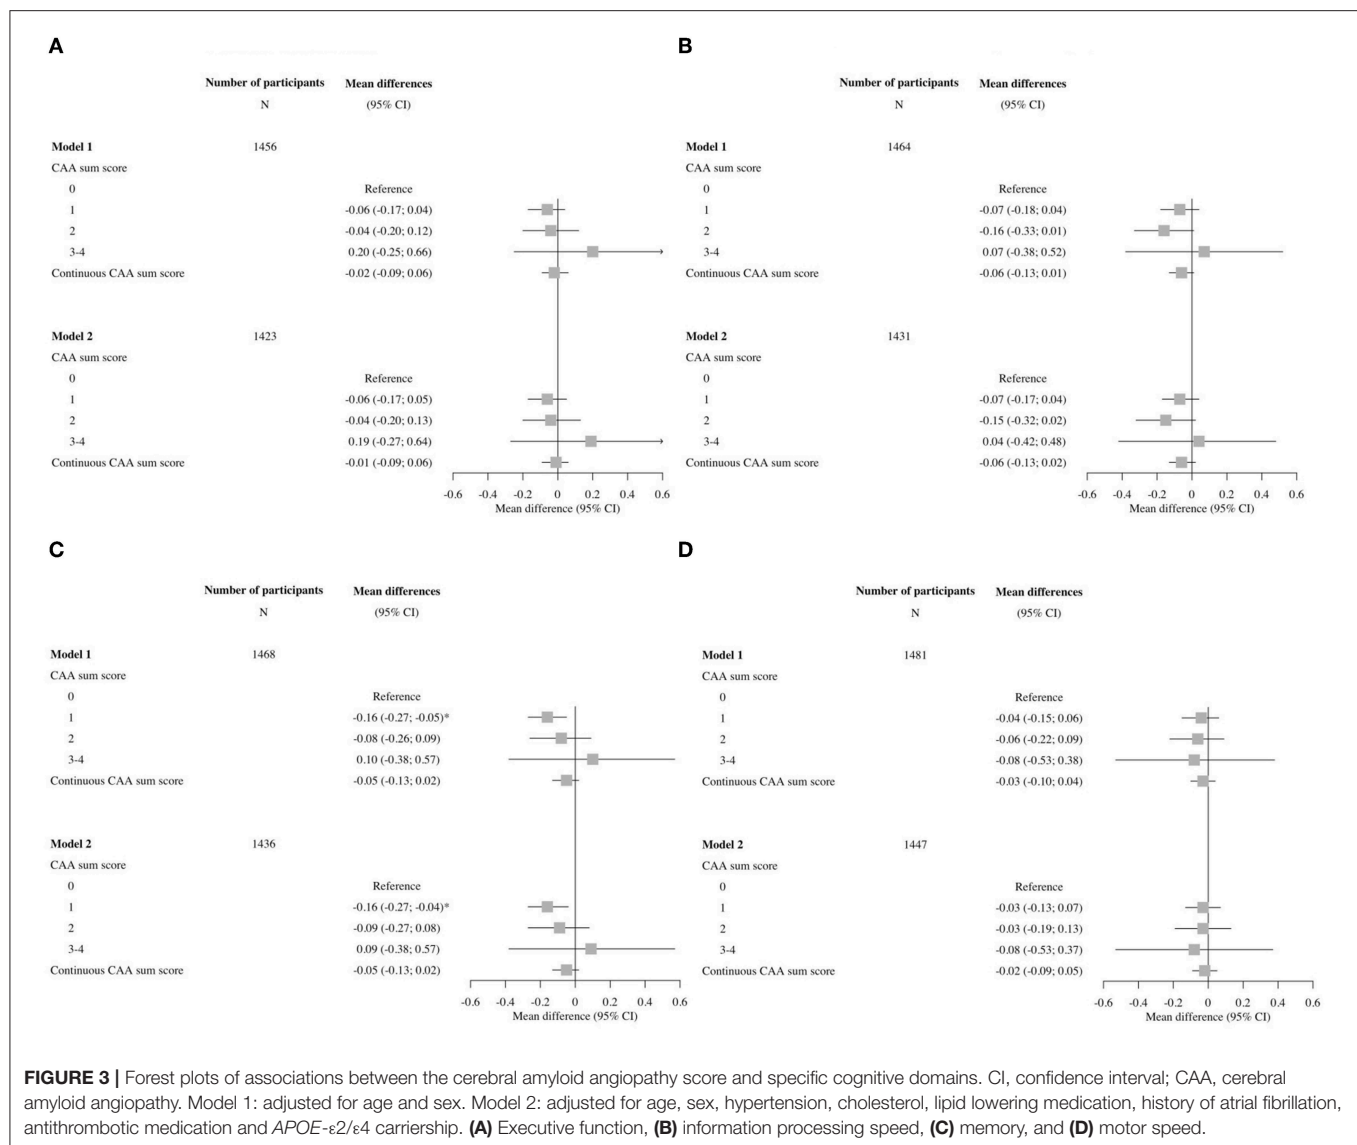 A
Number of participants Mean differences
N (95% CI)
Model 1 1456
CAA sum score
0 Reference
1 -0.06 (-0.17; 0.04)
2 -0.04 (-0.20; 0.12)
3-4 0.20 (-0.25; 0.66)
Continuous CAA sum score -0.02 (-0.09; 0.06)
Model 2 1423
CAA sum score
0 Reference
1 -0.06 (-0.17; 0.05)
2 -0.04 (-0.20; 0.13)
3-4 0.19 (-0.27; 0.64)
Continuous CAA sum score -0.01 (-0.09; 0.06)
-0.6 -0.4 -0.2 0 0.2 0.4 0.6
Mean difference (95% CI)
B
Number of participants Mean differences
N (95% CI)
Model 1 1464
CAA sum score
0 Reference
1 -0.07 (-0.18; 0.04)
2 -0.16 (-0.33; 0.01)
3-4 0.07 (-0.38; 0.52)
Continuous CAA sum score -0.06 (-0.13; 0.01)
Model 2 1431
CAA sum score
0 Reference
1 -0.07 (-0.17; 0.04)
2 -0.15 (-0.32; 0.02)
3-4 0.04 (-0.42; 0.48)
Continuous CAA sum score -0.06 (-0.13; 0.02)
-0.6 -0.4 -0.2 0 0.2 0.4 0.6
Mean difference (95% CI)
C
Number of participants Mean differences
N (95% CI)
Model 1 1468
CAA sum score
0 Reference
1 -0.16 (-0.27; -0.05)*
2 -0.08 (-0.26; 0.09)
3-4 0.10 (-0.38; 0.57)
Continuous CAA sum score -0.05 (-0.13; 0.02)
Model 2 1436
CAA sum score
0 Reference
1 -0.16 (-0.27; -0.04)*
2 -0.09 (-0.27; 0.08)
3-4 0.09 (-0.38; 0.57)
Continuous CAA sum score -0.05 (-0.13; 0.02)
-0.6 -0.4 -0.2 0 0.2 0.4 0.6
Mean difference (95% CI)
D
Number of participants Mean differences
N (95% CI)
Model 1 1481
CAA sum score
0 Reference
1 -0.04 (-0.15; 0.06)
2 -0.06 (-0.22; 0.09)
3-4 -0.08 (-0.53; 0.38)
Continuous CAA sum score -0.03 (-0.10; 0.04)
Model 2 1447
CAA sum score
0 Reference
1 -0.03 (-0.13; 0.07)
2 -0.03 (-0.19; 0.13)
3-4 -0.08 (-0.53; 0.37)
Continuous CAA sum score -0.02 (-0.09; 0.05)
-0.6 -0.4 -0.2 0 0.2 0.4 0.6
Mean difference (95% CI)
FIGURE 3 | Forest plots of associations between the cerebral amyloid angiopathy score and specific cognitive domains. CI, confidence interval; CAA, cerebral
amyloid angiopathy. Model 1: adjusted for age and sex. Model 2: adjusted for age, sex, hypertension, cholesterol, lipid lowering medication, history of atrial fibrillation,
antithrombotic medication and APOE-ε2/ε4 carriership. (A) Executive function, (B) information processing speed, (C) memory, and (D) motor speed.